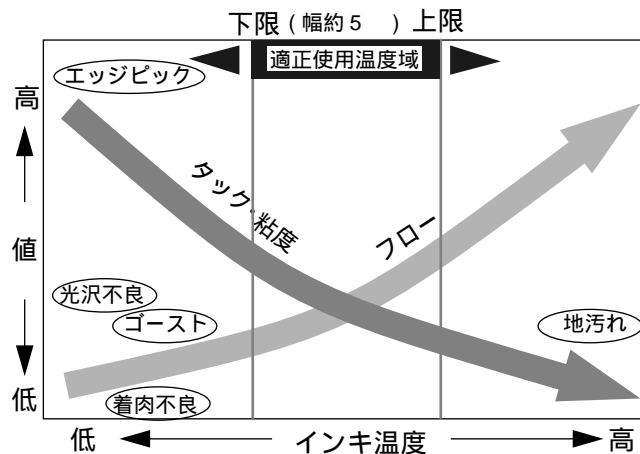 下限 (幅約5 ) 上限
適正使用温度域
エッジピック
高
タック・粘度
フロー
値
光沢不良
ゴースト
地汚れ
低
着肉不良
低 インキ温度 高